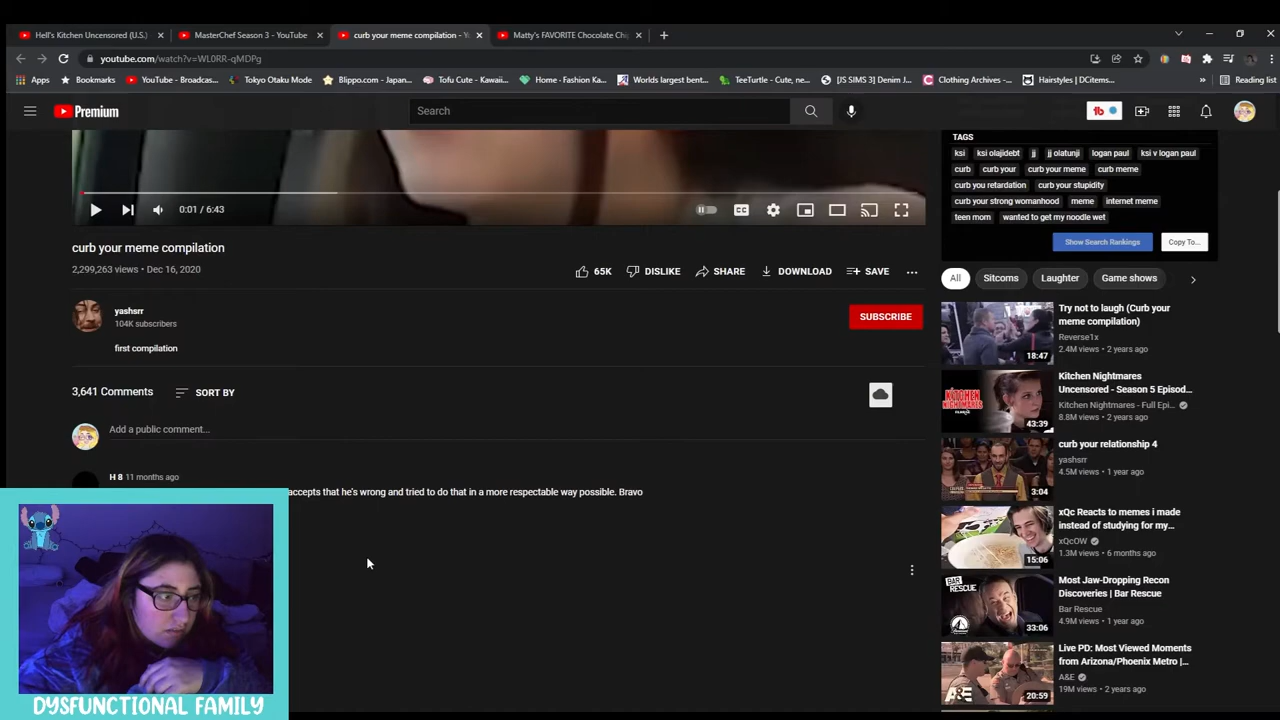 Hell's Kitchen Uncensored (U.S.)
MasterChef Season 3 - YouTube
curb your meme compilation - Y
Matty's FAVORITE Chocolate Chi
youtube.com/watch?v=WL0RR-qMDPg
Apps
Bookmarks
YouTube - Broadcas...
Tokyo Otaku Mode
Blippo.com - Japan...
Tofu Cute - Kawaii...
Home - Fashion Ka...
Worlds largest bent...
TeeTurtle - Cute, ne...
[JS SIMS 3] Denim J...
Clothing Archives -...
Hairstyles | DCitems...
Reading list
Premium
Search
TAGS
ksi ksi olajidebt jj jj olatunji logan paul ksi v logan paul
curb curb your curb your meme curb meme
curb you retardation curb your stupidity
curb your strong womanhood meme internet meme
teen mom wanted to get my noodle wet
Show Search Rankings
Copy To...
0:01 / 6:43
CC
curb your meme compilation
2,299,263 views • Dec 16, 2020
65K
DISLIKE
SHARE
DOWNLOAD
SAVE
yashsrr
104K subscribers
SUBSCRIBE
first compilation
3,641 Comments
SORT BY
Add a public comment...
H 8 11 months ago
accepts that he's wrong and tried to do that in a more respectable way possible. Bravo
All
Sitcoms
Laughter
Game shows
18:47
Try not to laugh (Curb your
meme compilation)
Reverse1x
2.4M views • 2 years ago
KITCHEN
NIGHTMARES
43:39
Kitchen Nightmares
Uncensored - Season 5 Episod...
Kitchen Nightmares - Full Epi...
8.8M views • 2 years ago
3:04
curb your relationship 4
yashsrr
4.5M views • 1 year ago
15:06
xQc Reacts to memes i made
instead of studying for my...
xQcOW
1.3M views • 6 months ago
BAR
RESCUE
33:06
Most Jaw-Dropping Recon
Discoveries | Bar Rescue
Bar Rescue
4.9M views • 1 year ago
A&E
20:59
Live PD: Most Viewed Moments
from Arizona/Phoenix Metro |...
A&E
19M views • 2 years ago
DYSFUNCTIONAL FAMILY